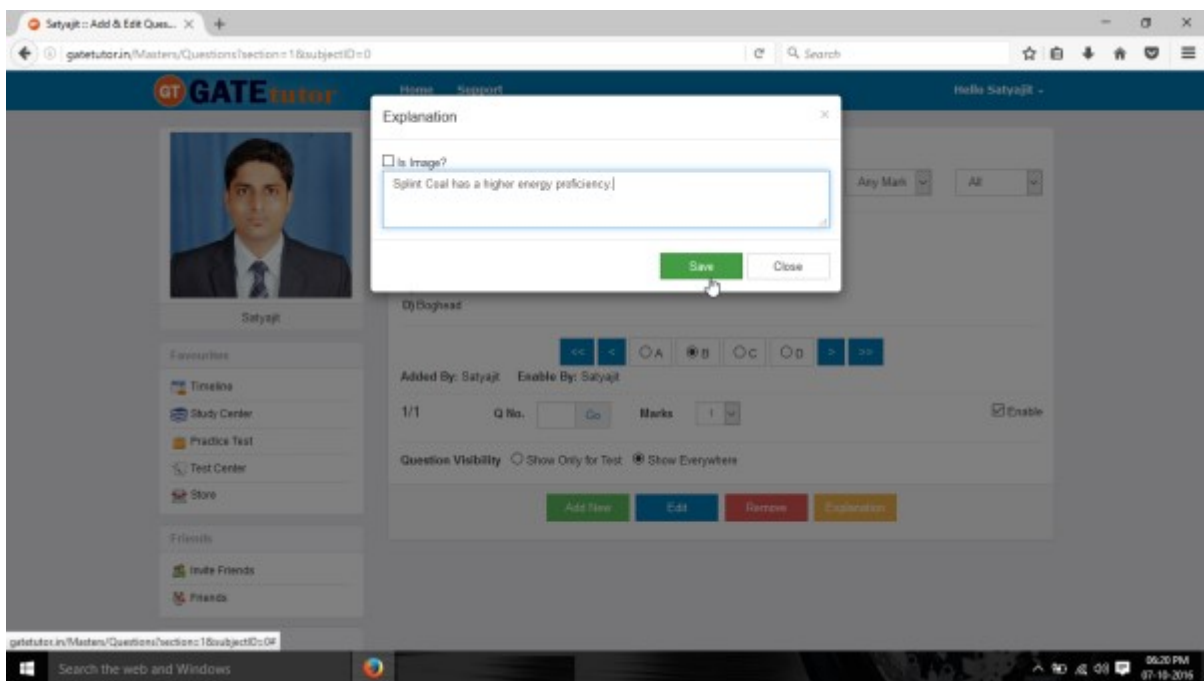 Satyajit :: Add & Edit Ques...
gatetutor.in/Masters/Questions?section=1&subjectID=0
Search
GT GATEtutor
Home Support
Hello Satyajit
Explanation
Is Image?
Splint Coal has a higher energy proficiency.
Any Mark
All
Save Close
D) Boghead
Satyajit
<< < A B C D > >>
Added By: Satyajit Enable By: Satyajit
1/1 Q No. Go Marks 1 Enable
Question Visibility Show Only for Test Show Everywhere
Add New Edit Remove Explanation
Favourites
Timeline
Study Center
Practice Test
Test Center
Store
Friends
Invite Friends
Friends
gatetutor.in/Masters/Questions?section=1&subjectID=0#
Search the web and Windows
06:20 PM
07-10-2016